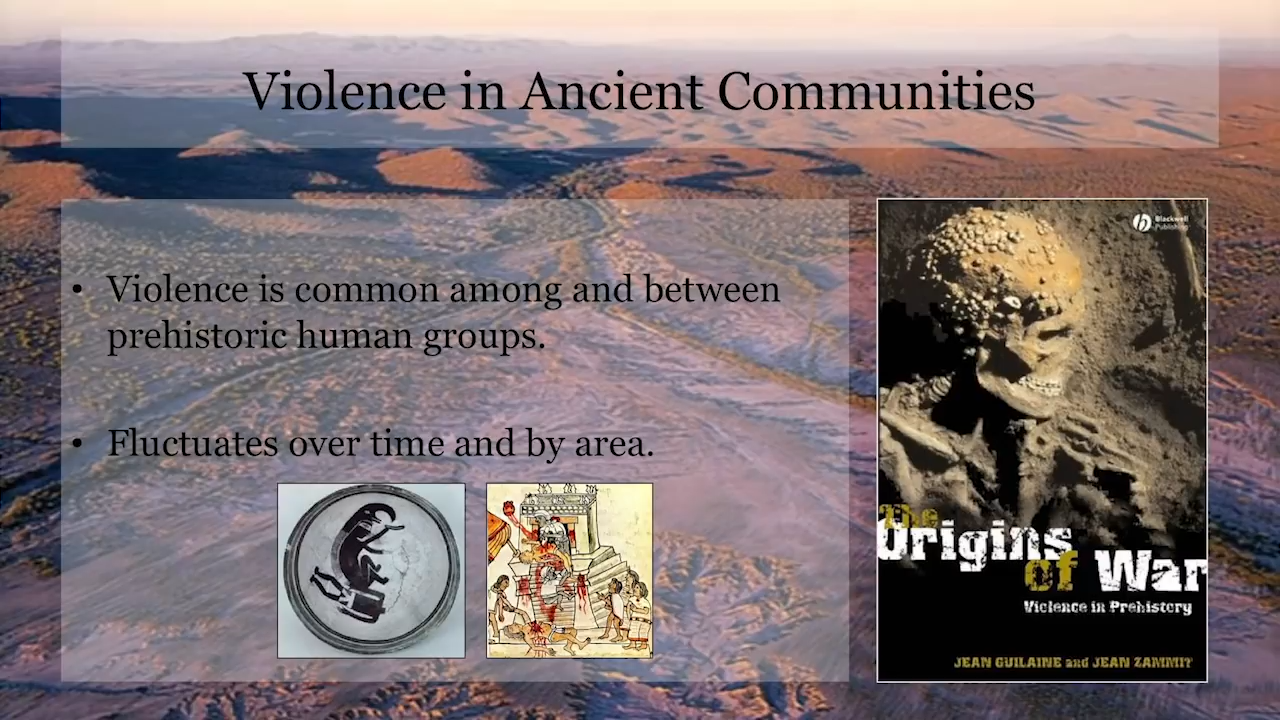 Violence in Ancient Communities
• Violence is common among and between
prehistoric human groups.
• Fluctuates over time and by area.
Blackwell
Publishing
The
Origins
of War
Violence in Prehistory
JEAN GUILAINE and JEAN ZAMMIT